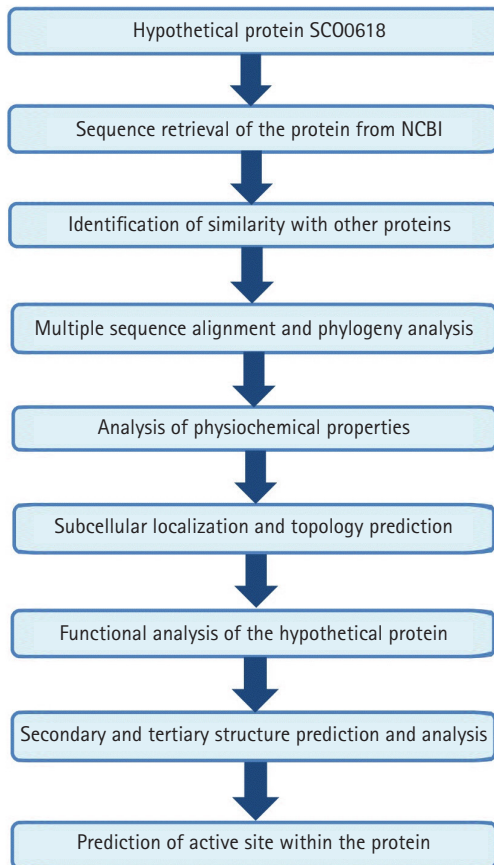 Hypothetical protein SCO0618
Sequence retrieval of the protein from NCBI
Identification of similarity with other proteins
Multiple sequence alignment and phylogeny analysis
Analysis of physiochemical properties
Subcellular localization and topology prediction
Functional analysis of the hypothetical protein
Secondary and tertiary structure prediction and analysis
Prediction of active site within the protein